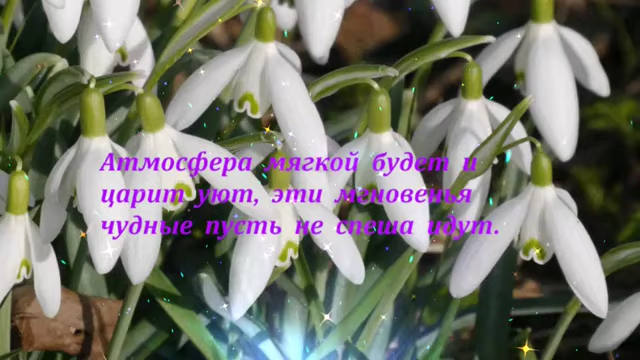 Атмосфера мягкой будет и
царит уют, эти мгновенья
чудные пусть не спеша идут.